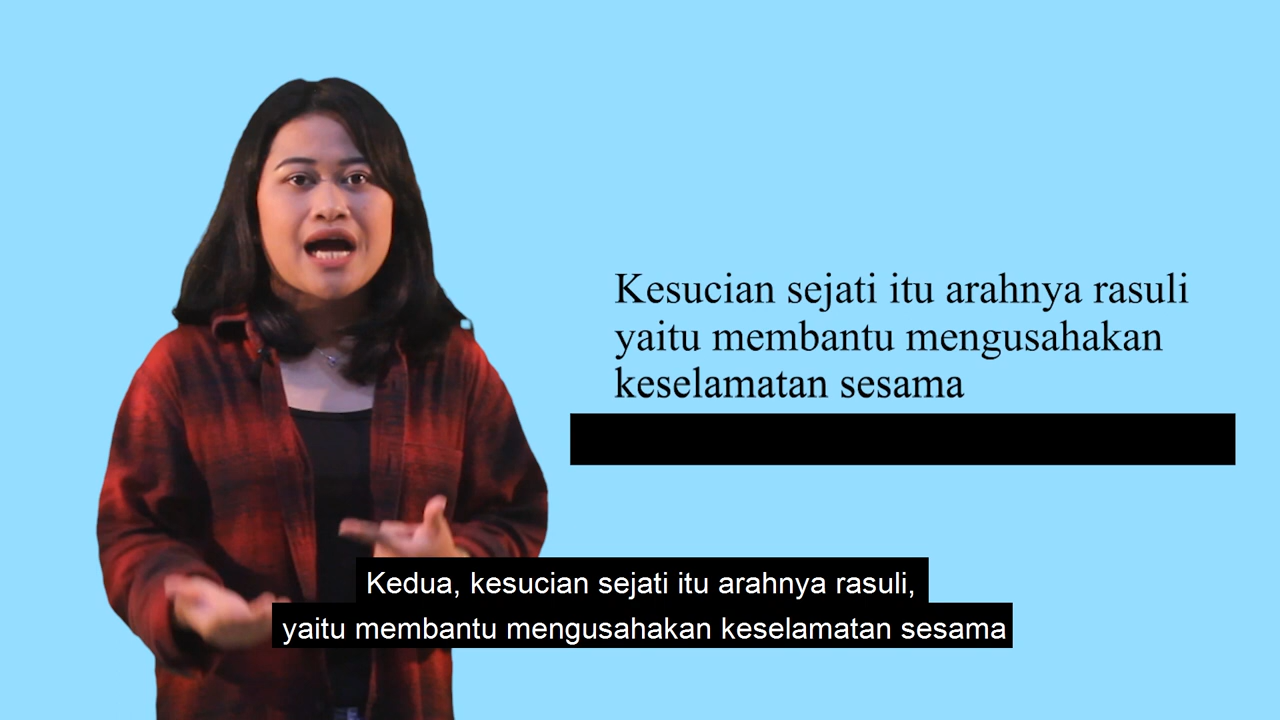 Kesucian sejati itu arahnya rasuli
yaitu membantu mengusahakan
keselamatan sesama
Kedua, kesucian sejati itu arahnya rasuli,
yaitu membantu mengusahakan keselamatan sesama